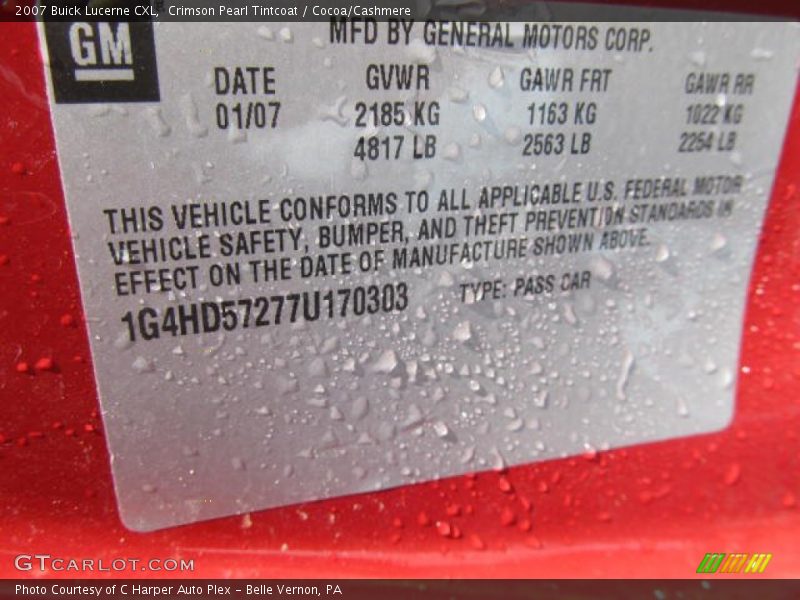 2007 Buick Lucerne CXL, Crimson Pearl Tintcoat / Cocoa/Cashmere
GM
MFD BY GENERAL MOTORS CORP.
DATE GVWR GAWR FRT GAWR RR
01/07 2185 KG 1163 KG 1022 KG
4817 LB 2563 LB 2254 LB
THIS VEHICLE CONFORMS TO ALL APPLICABLE U.S. FEDERAL MOTOR
VEHICLE SAFETY, BUMPER, AND THEFT PREVENTION STANDARDS IN
EFFECT ON THE DATE OF MANUFACTURE SHOWN ABOVE.
1G4HD57277U170303 TYPE: PASS CAR
GTCARLOT.COM
Photo Courtesy of C Harper Auto Plex - Belle Vernon, PA